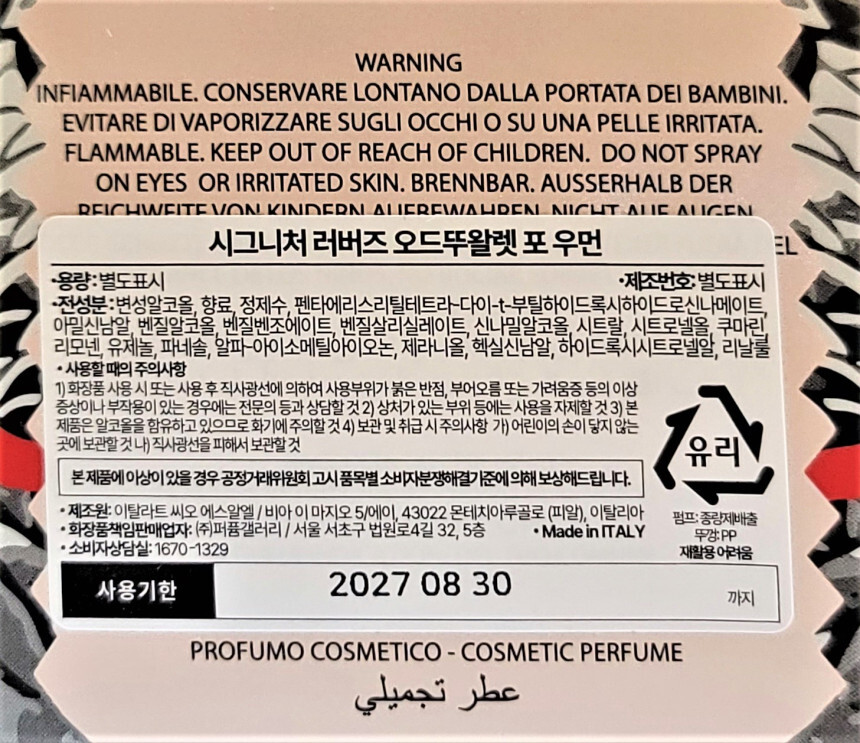 WARNING
INFIAMMABILE. CONSERVARE LONTANO DALLA PORTATA DEI BAMBINI.
EVITARE DI VAPORIZZARE SUGLI OCCHI O SU UNA PELLE IRRITATA.
FLAMMABLE. KEEP OUT OF REACH OF CHILDREN. DO NOT SPRAY
ON EYES OR IRRITATED SKIN. BRENNBAR. AUSSERHALB DER
REICHWEITE VON KINDERN AUFBEWAHREN. NICHT AUF AUGEN
시그니처 러버즈 오드뚜왈렛 포 우먼
•용량:별도표시 •제조번호:별도표시
•전성분:변성알코올, 향료, 정제수, 펜타에리스리틸테트라-다이-t-부틸하이드록시하이드로신나메이트,
아밀신남알, 벤질알코올, 벤질벤조에이트, 벤질살리실레이트, 신나밀알코올, 시트랄, 시트로넬올, 쿠마린,
리모넨, 유제놀, 파네솔, 알파-아이소메틸아이오논, 제라니올, 헥실신남알, 하이드록시시트로넬알, 리날룰
• 사용할 때의 주의사항
1) 화장품 사용 시 또는 사용 후 직사광선에 의하여 사용부위가 붉은 반점, 부어오름 또는 가려움증 등의 이상
증상이나 부작용이 있는 경우에는 전문의 등과 상담할 것 2) 상처가 있는 부위 등에는 사용을 자제할 것 3) 본
제품은 알코올을 함유하고 있으므로 화기에 주의할 것 4) 보관 및 취급 시 주의사항 가) 어린이의 손이 닿지 않는
곳에 보관할 것 나) 직사광선을 피해서 보관할 것
본 제품에 이상이 있을 경우 공정거래위원회 고시 품목별 소비자분쟁해결기준에 의해 보상해드립니다.
유리
펌프: 종량제배출
뚜껑: PP
재활용 어려움
• 제조원: 이탈라트 씨오 에스알엘 / 비아 이 마지오 5/에이, 43022 몬테치아루골로 (피알), 이탈리아
• 화장품책임판매업자: ㈜퍼퓸갤러리 / 서울 서초구 법원로4길 32, 5층 • Made in ITALY
• 소비자상담실: 1670-1329
사용기한 2027 08 30 까지
PROFUMO COSMETICO - COSMETIC PERFUME
عطر تجميلي